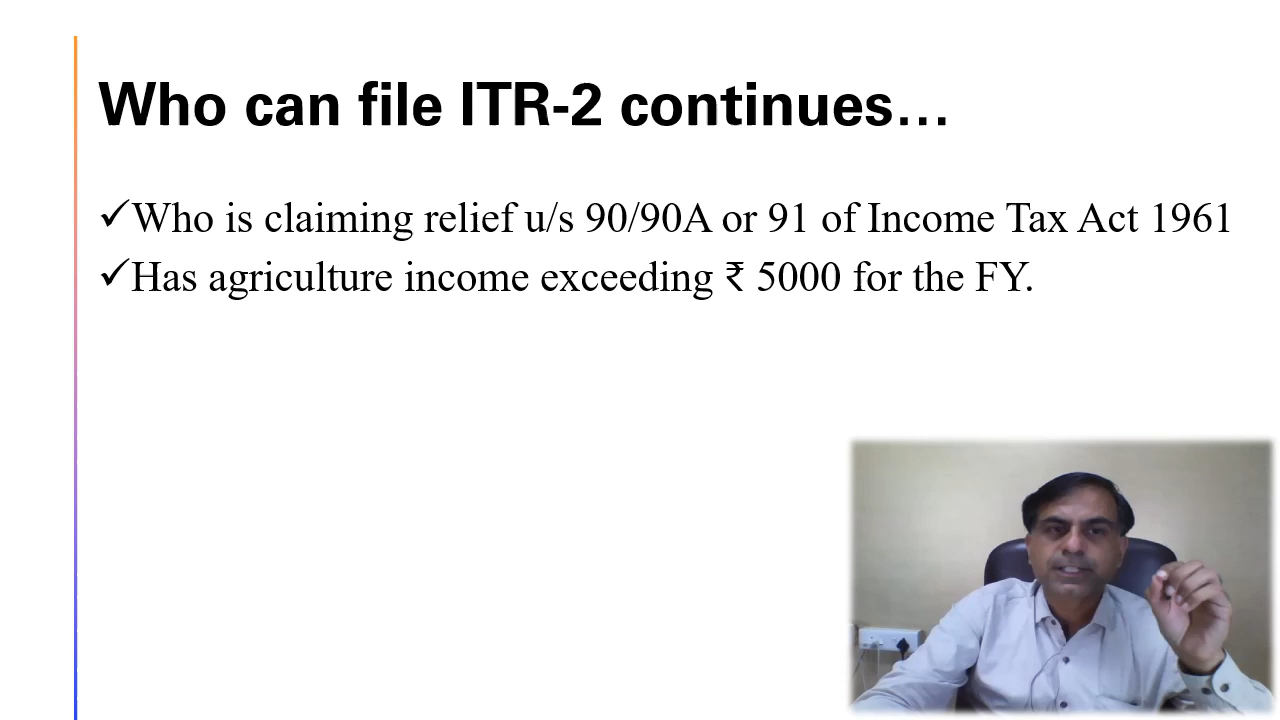 Who can file ITR-2 continues…
✓Who is claiming relief u/s 90/90A or 91 of Income Tax Act 1961
✓Has agriculture income exceeding ₹ 5000 for the FY.